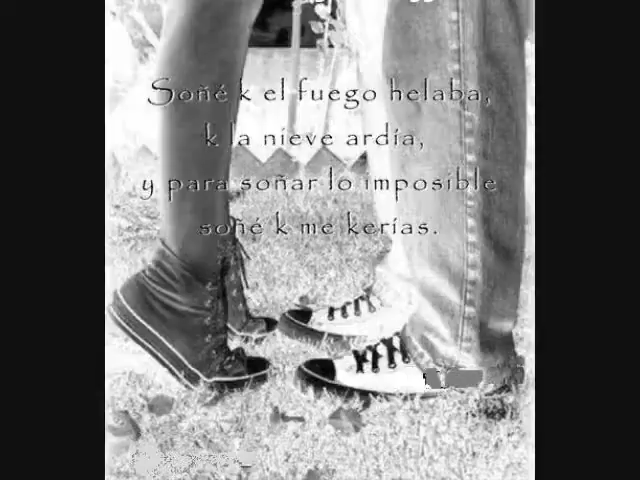 Soñé k el fuego helaba,
k la nieve ardía,
y para soñar lo imposible
soñé k me kerías.